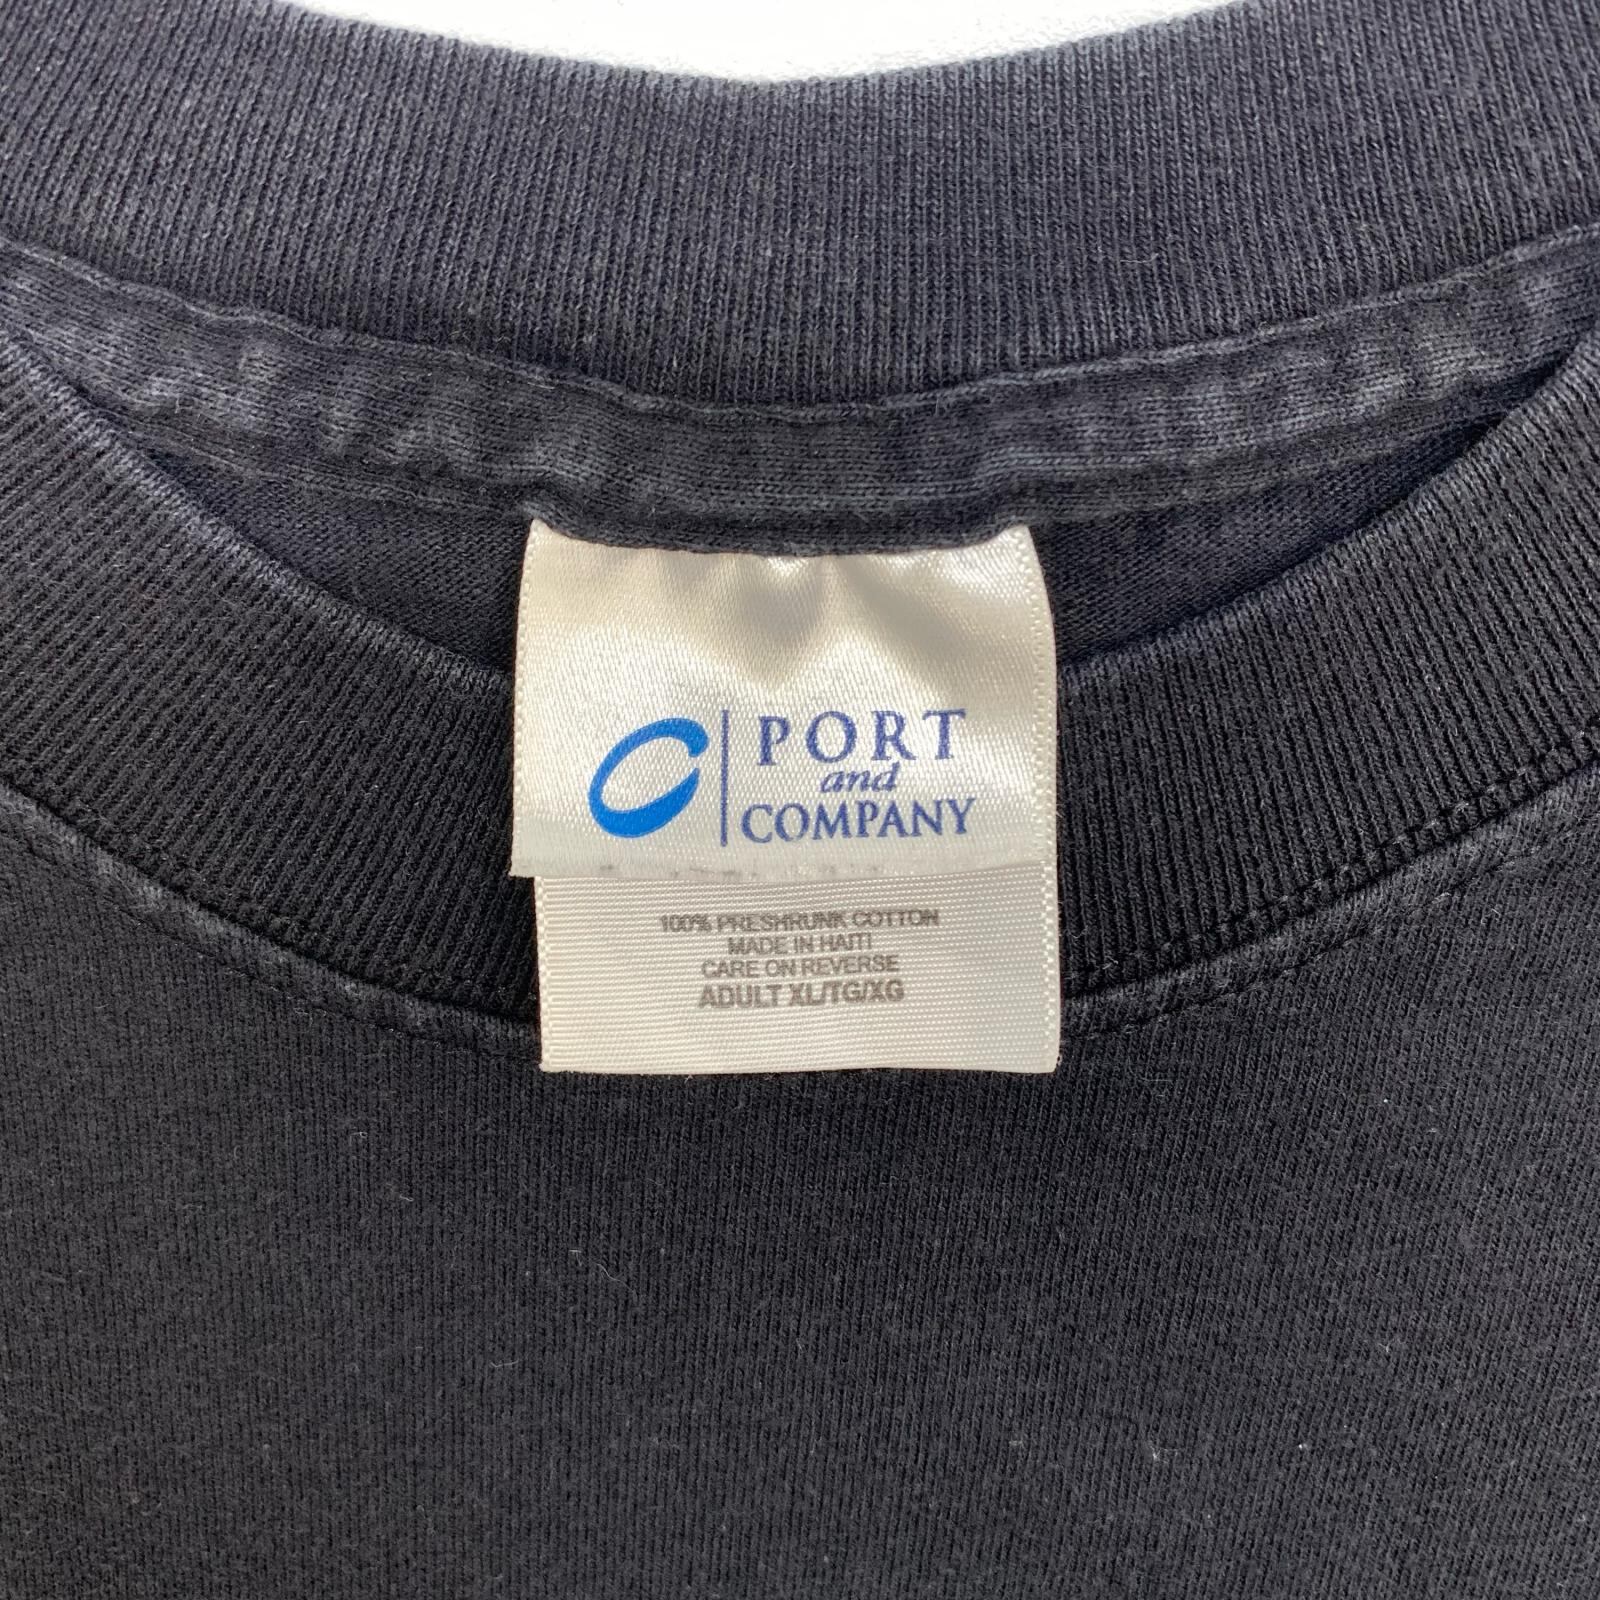 PORT
and
COMPANY
100% PRESHRUNK COTTON
MADE IN HAITI
CARE ON REVERSE
ADULT XL/TG/XG